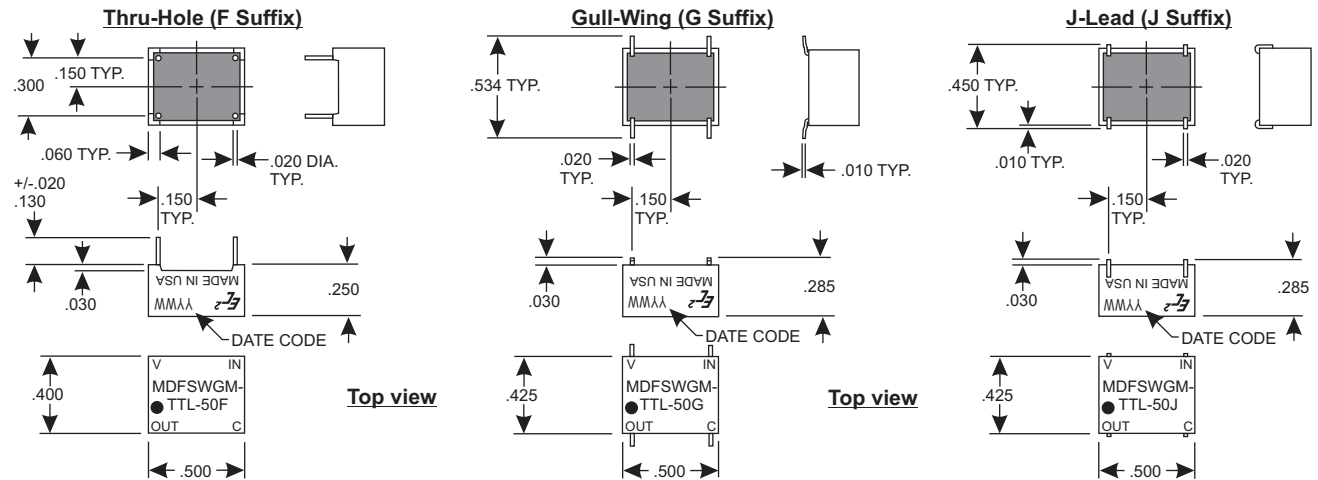 Thru-Hole (F Suffix)
.150 TYP.
.300
.060 TYP.
.020 DIA.
TYP.
+/-.020
.130
.150
TYP.
.030
MADE IN USA
YYWW
.250
DATE CODE
V IN
MDFSWGM-
TTL-50F
OUT C
.400
.500
Top view
Gull-Wing (G Suffix)
.534 TYP.
.020
TYP.
.010 TYP.
.150
TYP.
.030
MADE IN USA
YYWW
.285
DATE CODE
V IN
MDFSWGM-
TTL-50G
OUT C
.425
.500
Top view
J-Lead (J Suffix)
.450 TYP.
.010 TYP.
.020
TYP.
.150
TYP.
.030
MADE IN USA
YYWW
.285
DATE CODE
V IN
MDFSWGM-
TTL-50J
OUT C
.425
.500